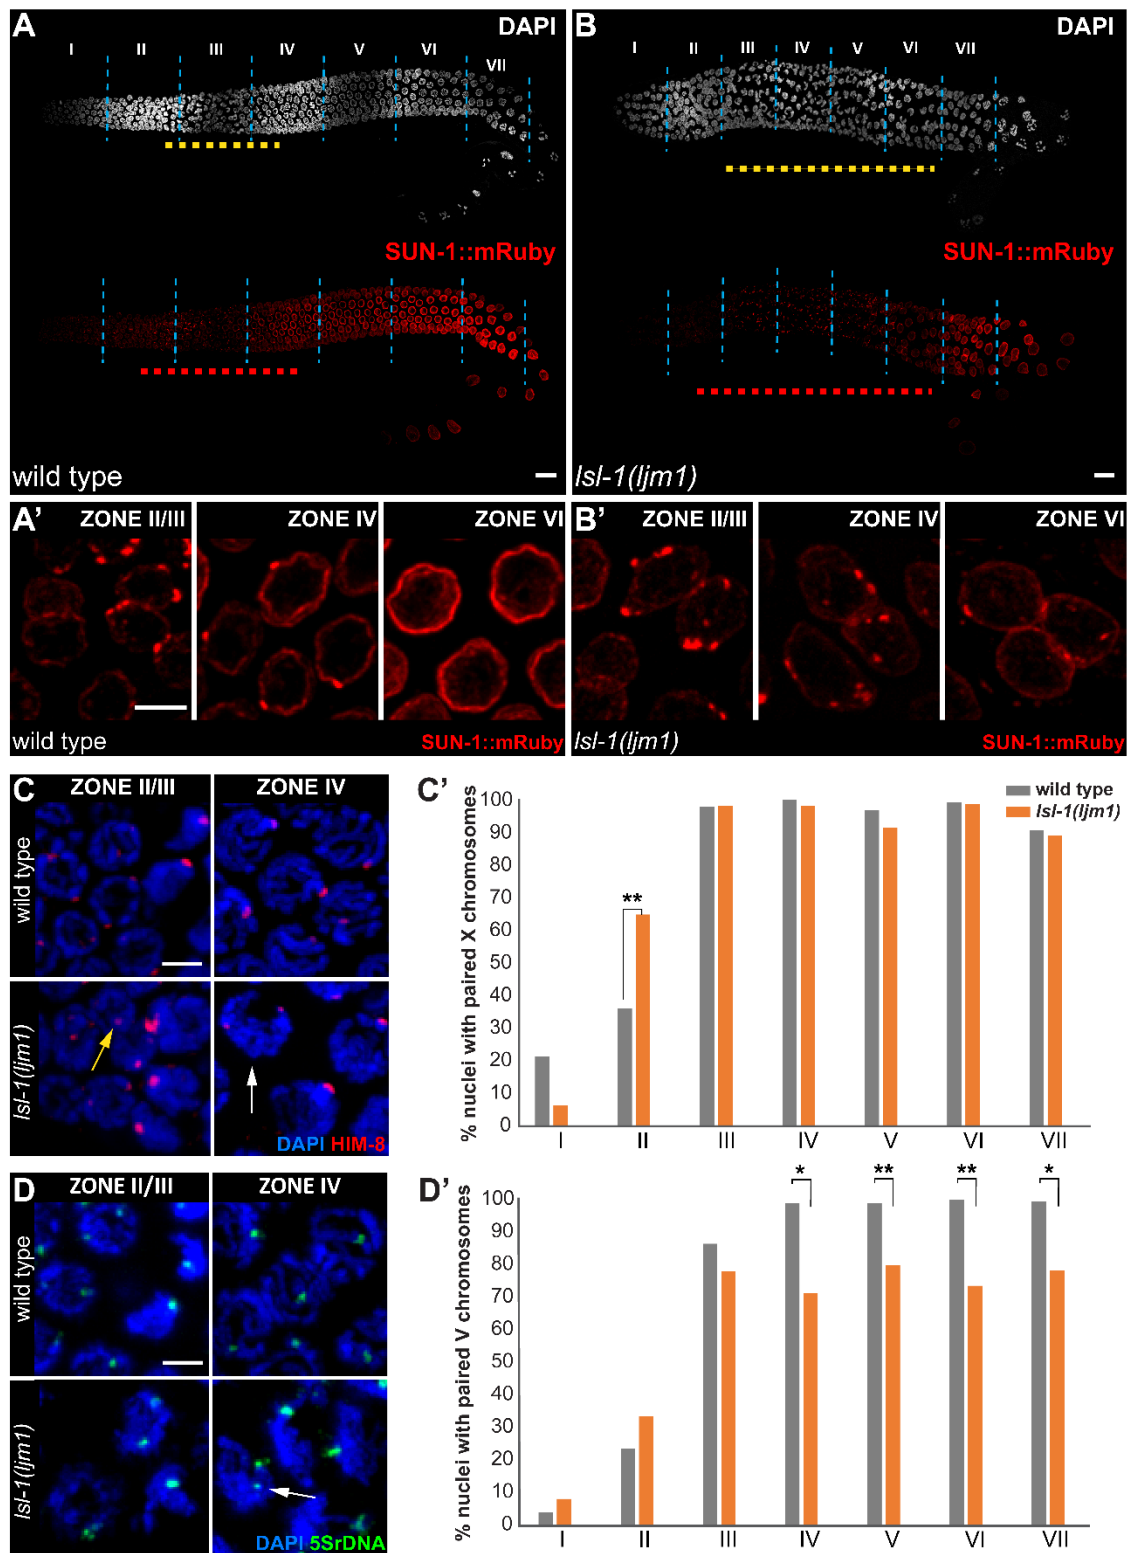 A DAPI
I II III IV V VI VII
SUN-1::mRuby
wild type
B DAPI
I II III IV V VI VII
SUN-1::mRuby
lsl-1(ljm1)
A' ZONE II/III ZONE IV ZONE VI
wild type SUN-1::mRuby
B' ZONE II/III ZONE IV ZONE VI
lsl-1(ljm1) SUN-1::mRuby
C ZONE II/III ZONE IV
wild type
lsl-1(ljm1)
DAPI HIM-8
C'
% nuclei with paired X chromosomes
100
90
80
70
60
50
40
30
20
10
0
I II III IV V VI VII
**
wild type
lsl-1(ljm1)
D ZONE II/III ZONE IV
wild type
lsl-1(ljm1)
DAPI 5SrDNA
D'
% nuclei with paired V chromosomes
100
90
80
70
60
50
40
30
20
10
0
I II III IV V VI VII
* ** ** *